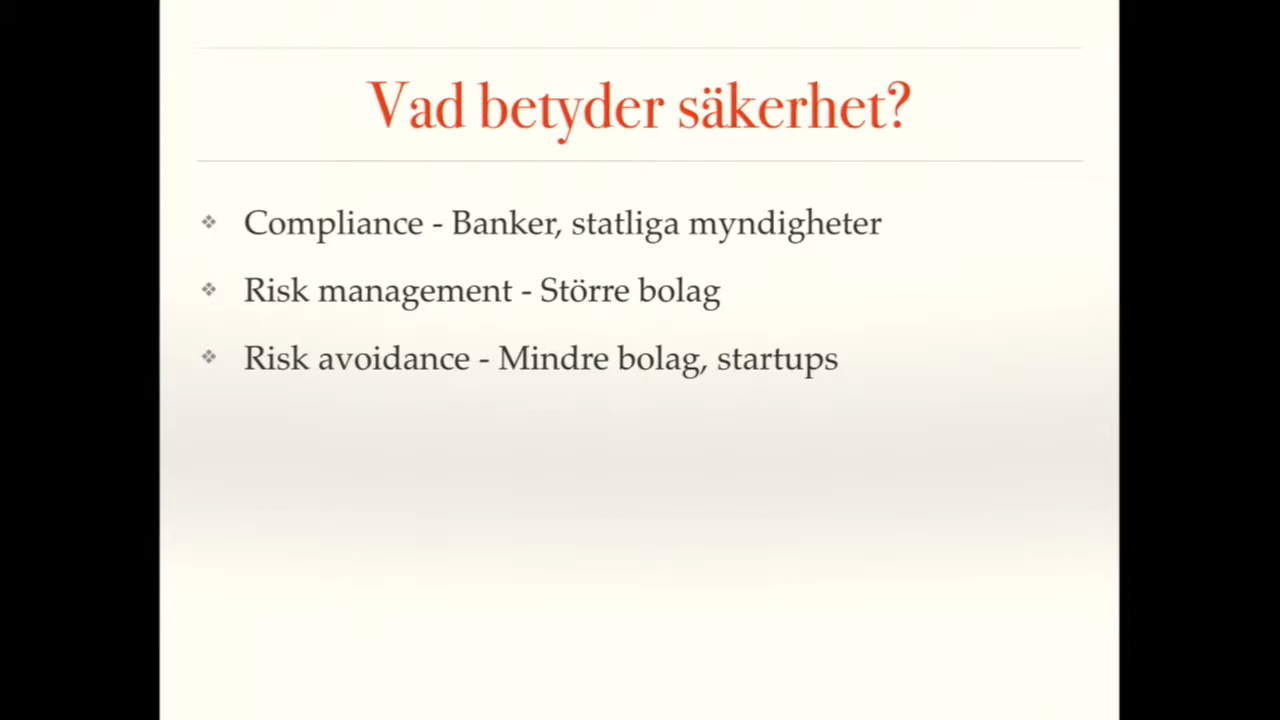 Vad betyder säkerhet?
Compliance - Banker, statliga myndigheter
Risk management - Större bolag
Risk avoidance - Mindre bolag, startups